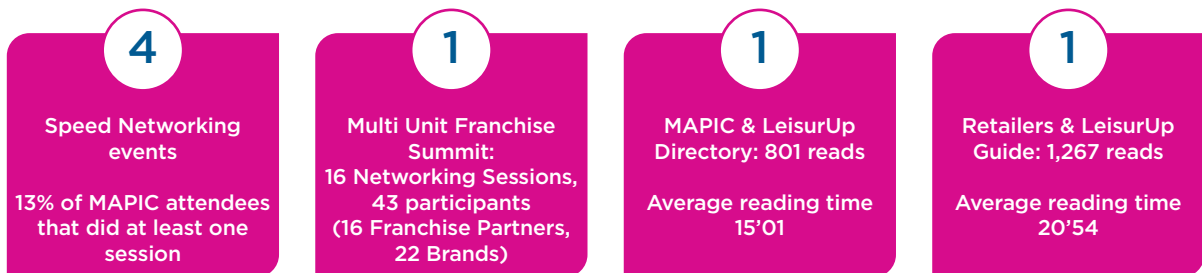 4
Speed Networking
events
13% of MAPIC attendees
that did at least one
session
1
Multi Unit Franchise
Summit:
16 Networking Sessions,
43 participants
(16 Franchise Partners,
22 Brands)
1
MAPIC & LeisurUp
Directory: 801 reads
Average reading time
15’01
1
Retailers & LeisurUp
Guide: 1,267 reads
Average reading time
20’54